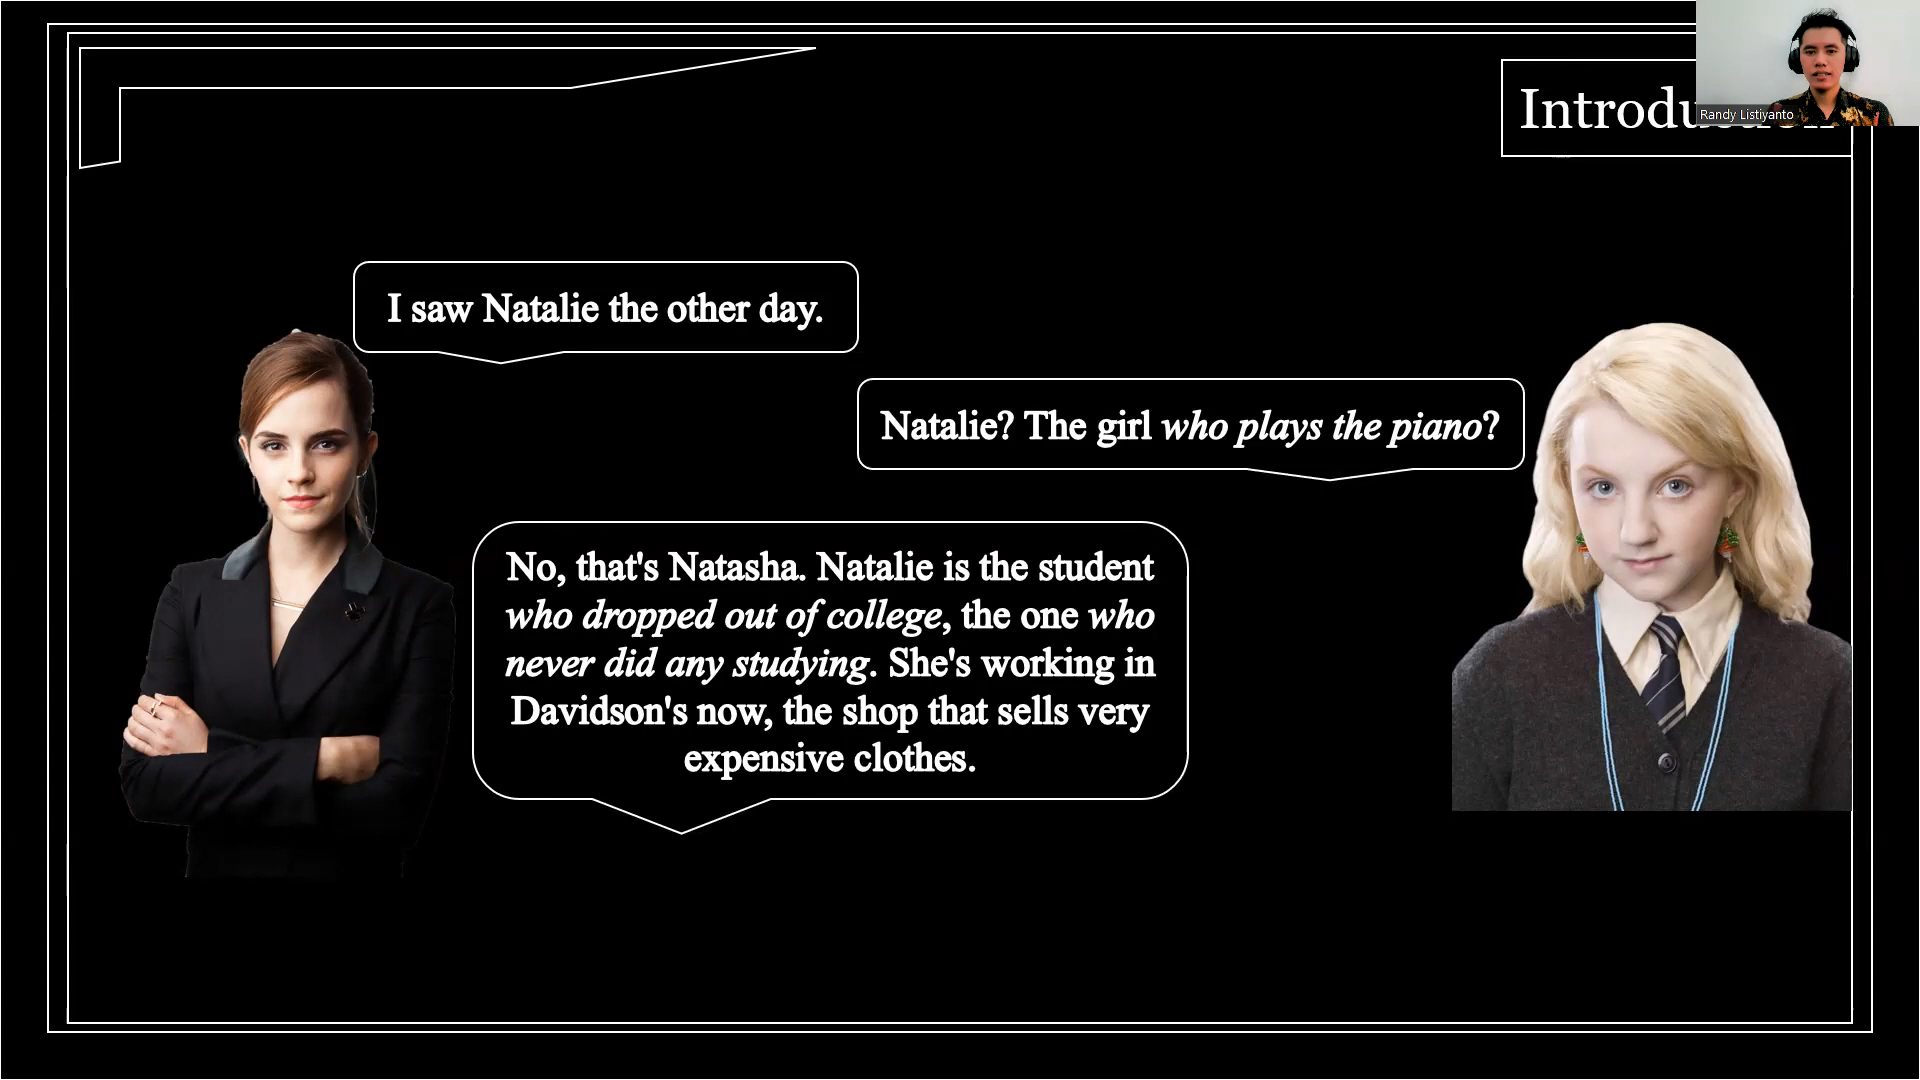 Introdu
Randy Listiyanto
I saw Natalie the other day.
Natalie? The girl who plays the piano?
No, that's Natasha. Natalie is the student
who dropped out of college, the one who
never did any studying. She's working in
Davidson's now, the shop that sells very
expensive clothes.